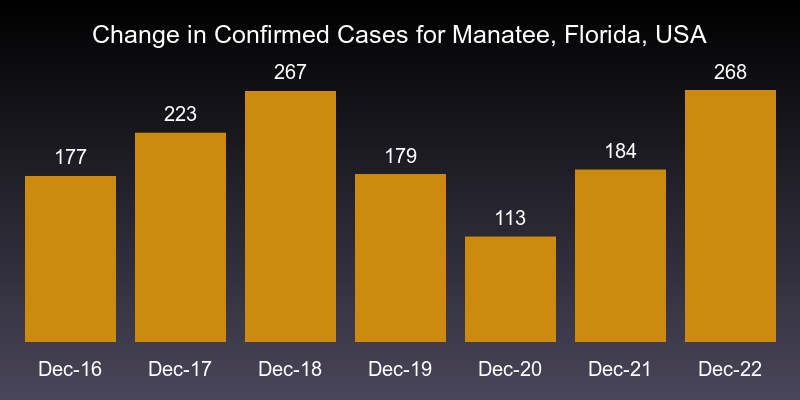 Change in Confirmed Cases for Manatee, Florida, USA
177
223
267
179
113
184
268
Dec-16
Dec-17
Dec-18
Dec-19
Dec-20
Dec-21
Dec-22